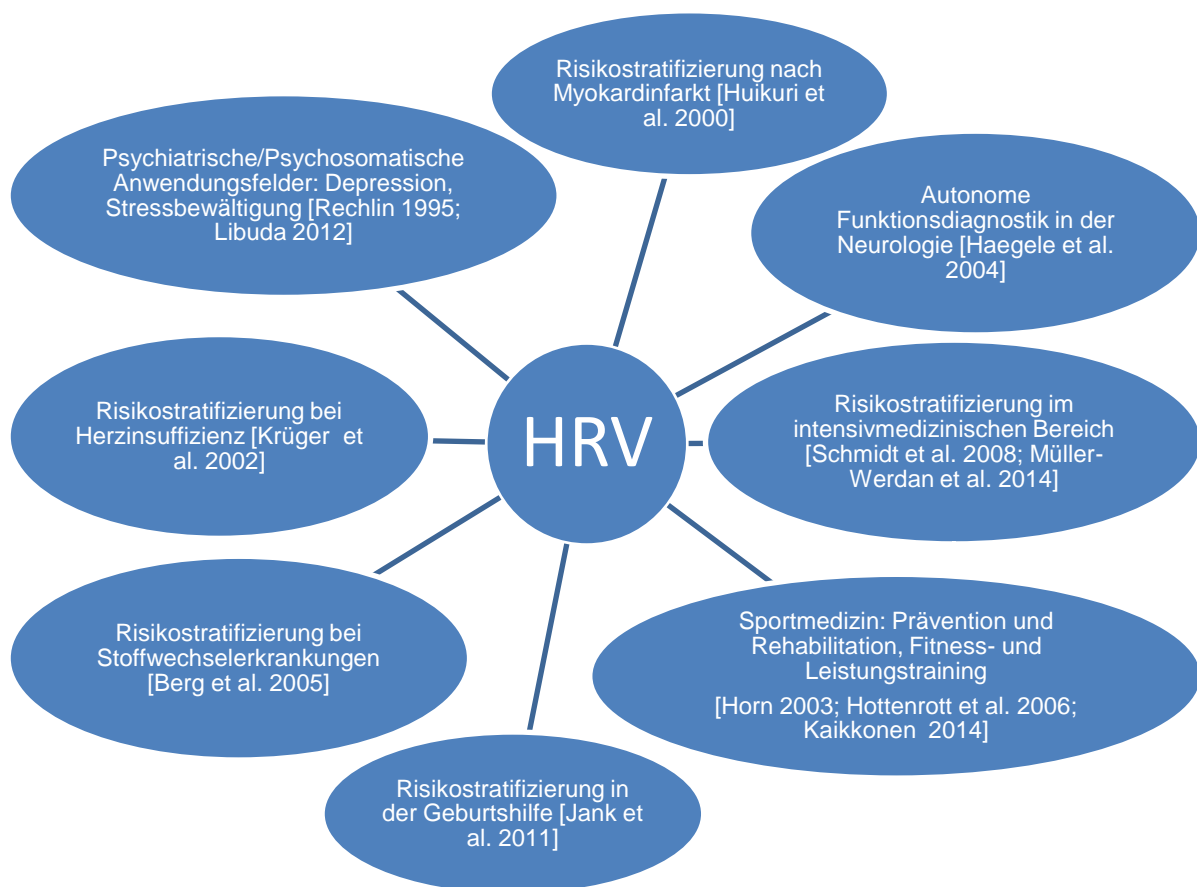 Risikostratifizierung nach
Myokardinfarkt [Huikuri et
al. 2000]
Psychiatrische/Psychosomatische
Anwendungsfelder: Depression,
Stressbewältigung [Rechlin 1995;
Libuda 2012]
Autonome
Funktionsdiagnostik in der
Neurologie [Haegele et al.
2004]
HRV
Risikostratifizierung bei
Herzinsuffizienz [Krüger et
al. 2002]
Risikostratifizierung im
intensivmedizinischen Bereich
[Schmidt et al. 2008; Müller-
Werdan et al. 2014]
Risikostratifizierung bei
Stoffwechselerkrankungen
[Berg et al. 2005]
Sportmedizin: Prävention und
Rehabilitation, Fitness- und
Leistungstraining
[Horn 2003; Hottenrott et al. 2006;
Kaikkonen 2014]
Risikostratifizierung in
der Geburtshilfe [Jank et
al. 2011]